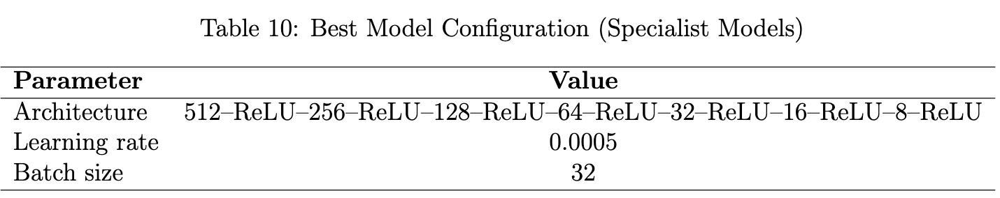 Table 10: Best Model Configuration (Specialist Models)
Parameter Value
Architecture 512–ReLU–256–ReLU–128–ReLU–64–ReLU–32–ReLU–16–ReLU–8–ReLU
Learning rate 0.0005
Batch size 32